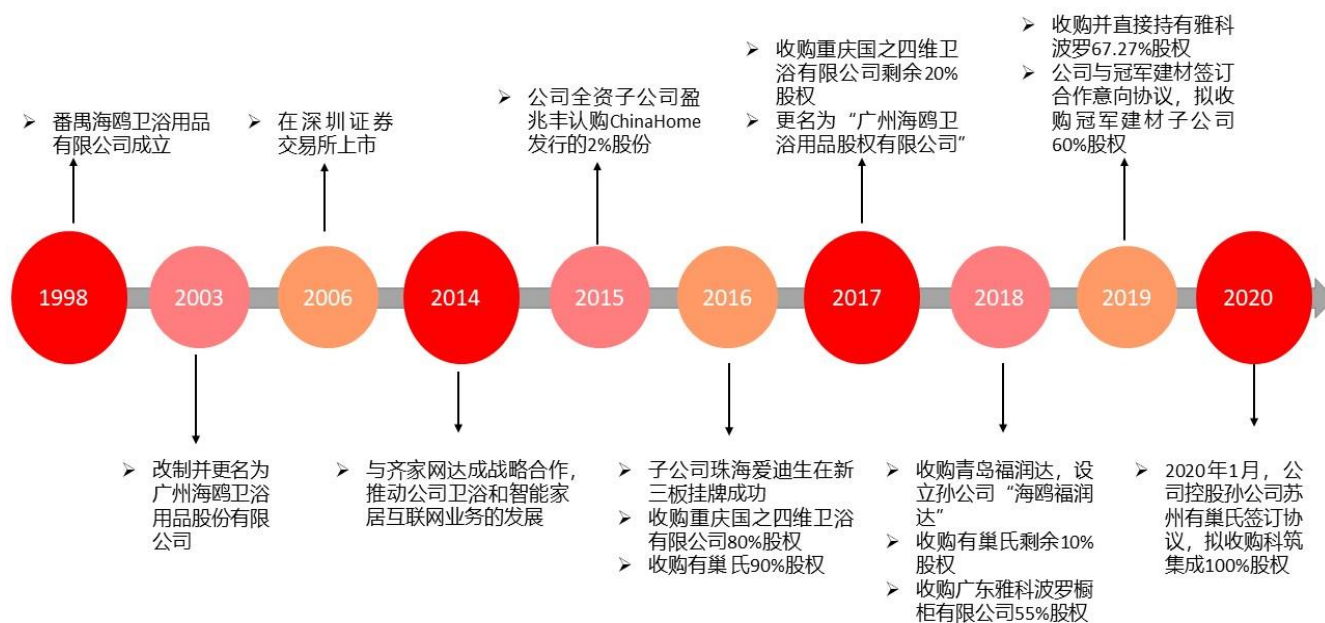 ➢ 番禺海鸥卫浴用品
有限公司成立
➢ 在深圳证券
交易所上市
➢ 公司全资子公司盈
兆丰认购ChinaHome
发行的2%股份
➢ 收购重庆国之四维卫
浴有限公司剩余20%
股权
➢ 更名为“广州海鸥卫
浴用品股权有限公司”
➢ 收购并直接持有雅科
波罗67.27%股权
➢ 公司与冠军建材签订
合作意向协议，拟收
购冠军建材子公司
60%股权
1998
2003
2006
2014
2015
2016
2017
2018
2019
2020
➢ 改制并更名为
广州海鸥卫浴
用品股份有限
公司
➢ 与齐家网达成战略合作，
推动公司卫浴和智能家
居互联网业务的发展
➢ 子公司珠海爱迪生在新
三板挂牌成功
➢ 收购重庆国之四维卫浴
有限公司80%股权
➢ 收购有巢氏90%股权
➢ 收购青岛福润达，设
立孙公司“海鸥福润
达”
➢ 收购有巢氏剩余10%
股权
➢ 收购广东雅科波罗橱
柜有限公司55%股权
➢ 2020年1月，公
司控股孙公司苏
州有巢氏签订协
议，拟收购科筑
集成100%股权